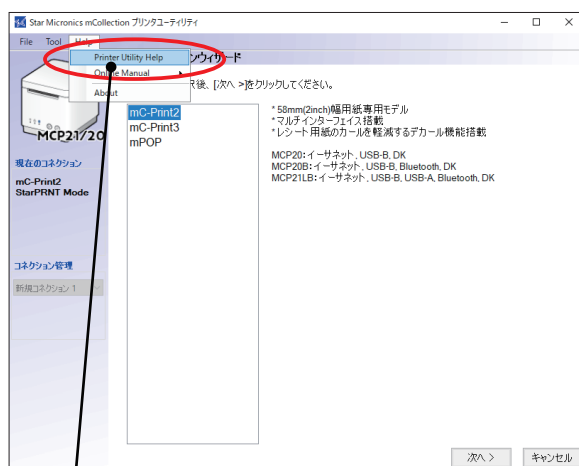 Star Micronics mCollection プリンタユーティリティ
File Tool Help
Printer Utility Help
Online Manual
About
ンウィザード
択後、[次へ >]をクリックしてください。
MCP21/20
現在のコネクション
mC-Print2
StarPRNT Mode
コネクション管理
新規コネクション 1
mC-Print2
mC-Print3
mPOP
*58mm(2inch)幅用紙専用モデル
*マルチインターフェイス搭載
*レシート用紙のカールを軽減するデカール機能搭載
MCP20:イーサネット, USB-B, DK
MCP20B:イーサネット, USB-B, Bluetooth, DK
MCP21LB:イーサネット, USB-B, USB-A, Bluetooth, DK
次へ >
キャンセル